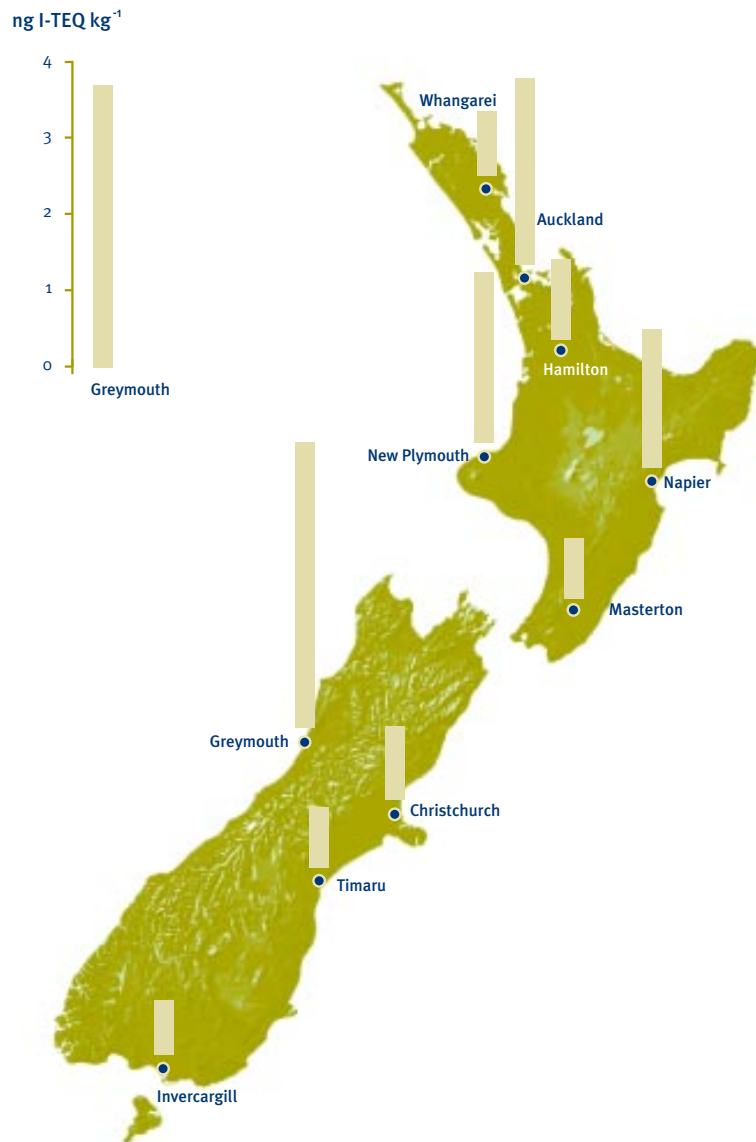 ng I-TEQ kg⁻¹
4
3
2
1
0
Greymouth
Whangarei
Auckland
Hamilton
New Plymouth
Napier
Masterton
Greymouth
Christchurch
Timaru
Invercargill